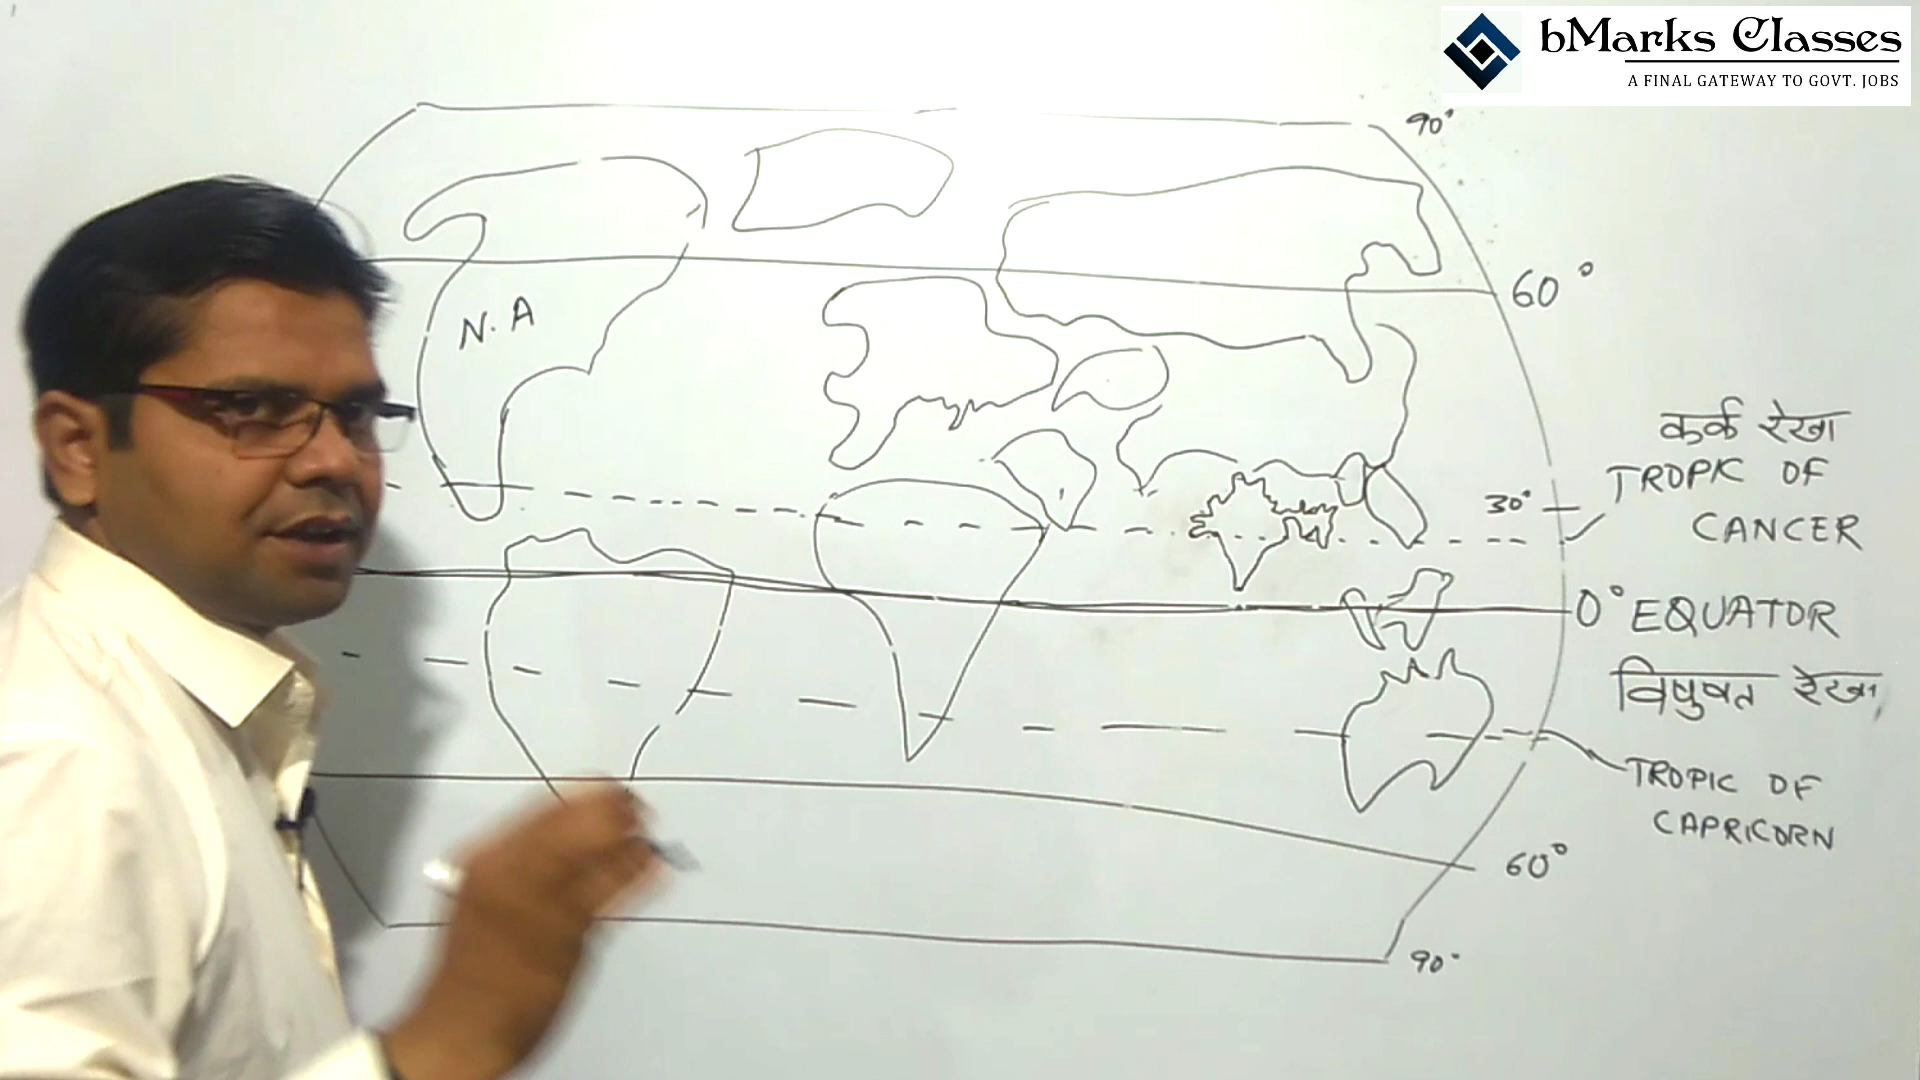 bMarks Classes
A FINAL GATEWAY TO GOVT. JOBS
90°
60°
N.A
कर्क रेखा
30°
TROPIC OF
CANCER
0° EQUATOR
विषुवत रेखा
TROPIC OF
CAPRICORN
60°
90°